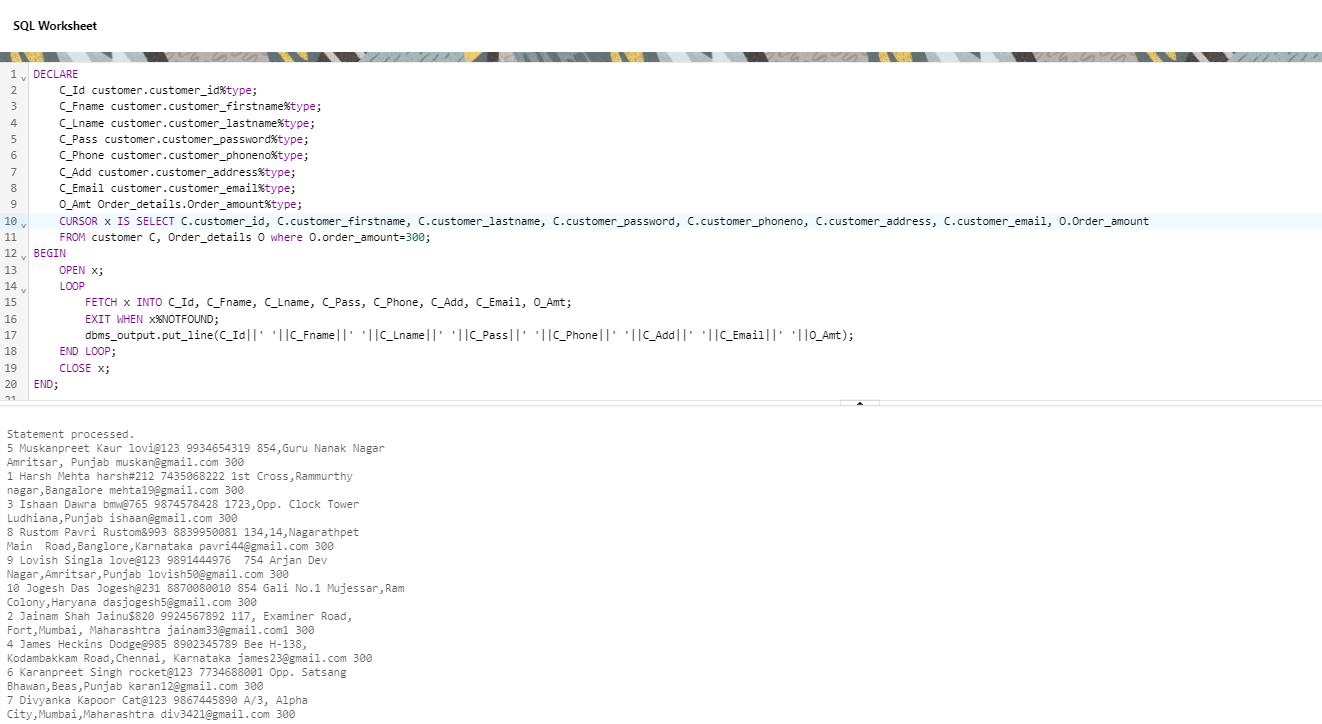 SQL Worksheet
1 DECLARE
2 C_Id customer.customer_id%type;
3 C_Fname customer.customer_firstname%type;
4 C_Lname customer.customer_lastname%type;
5 C_Pass customer.customer_password%type;
6 C_Phone customer.customer_phoneno%type;
7 C_Add customer.customer_address%type;
8 C_Email customer.customer_email%type;
9 O_Amt Order_details.Order_amount%type;
10 CURSOR x IS SELECT C.customer_id, C.customer_firstname, C.customer_lastname, C.customer_password, C.customer_phoneno, C.customer_address, C.customer_email, O.Order_amount
11 FROM customer C, Order_details O where O.order_amount=300;
12 BEGIN
13 OPEN x;
14 LOOP
15 FETCH x INTO C_Id, C_Fname, C_Lname, C_Pass, C_Phone, C_Add, C_Email, O_Amt;
16 EXIT WHEN x%NOTFOUND;
17 dbms_output.put_line(C_Id||' '||C_Fname||' '||C_Lname||' '||C_Pass||' '||C_Phone||' '||C_Add||' '||C_Email||' '||O_Amt);
18 END LOOP;
19 CLOSE x;
20 END;
21
Statement processed.
5 Muskanpreet Kaur lovi@123 9934654319 854,Guru Nanak Nagar
Amritsar, Punjab muskan@gmail.com 300
1 Harsh Mehta harsh#212 7435068222 1st Cross,Rammurthy
nagar,Bangalore mehta19@gmail.com 300
3 Ishaan Dawra bmw@765 9874578428 1723,Opp. Clock Tower
Ludhiana,Punjab ishaan@gmail.com 300
8 Rustom Pavri Rustom&993 8839950081 134,14,Nagarathpet
Main  Road,Banglore,Karnataka pavri44@gmail.com 300
9 Lovish Singla love@123 9891444976  754 Arjan Dev
Nagar,Amritsar,Punjab lovish50@gmail.com 300
10 Jogesh Das Jogesh@231 8870080010 854 Gali No.1 Mujessar,Ram
Colony,Haryana dasjogesh5@gmail.com 300
2 Jainam Shah Jainu$820 9924567892 117, Examiner Road,
Fort,Mumbai, Maharashtra jainam33@gmail.com1 300
4 James Heckins Dodge@985 8902345789 Bee H-138,
Kodambakkam Road,Chennai, Karnataka james23@gmail.com 300
6 Karanpreet Singh rocket@123 7734688001 Opp. Satsang
Bhawan,Beas,Punjab karan12@gmail.com 300
7 Divyanka Kapoor Cat@123 9867445890 A/3, Alpha
City,Mumbai,Maharashtra div3421@gmail.com 300